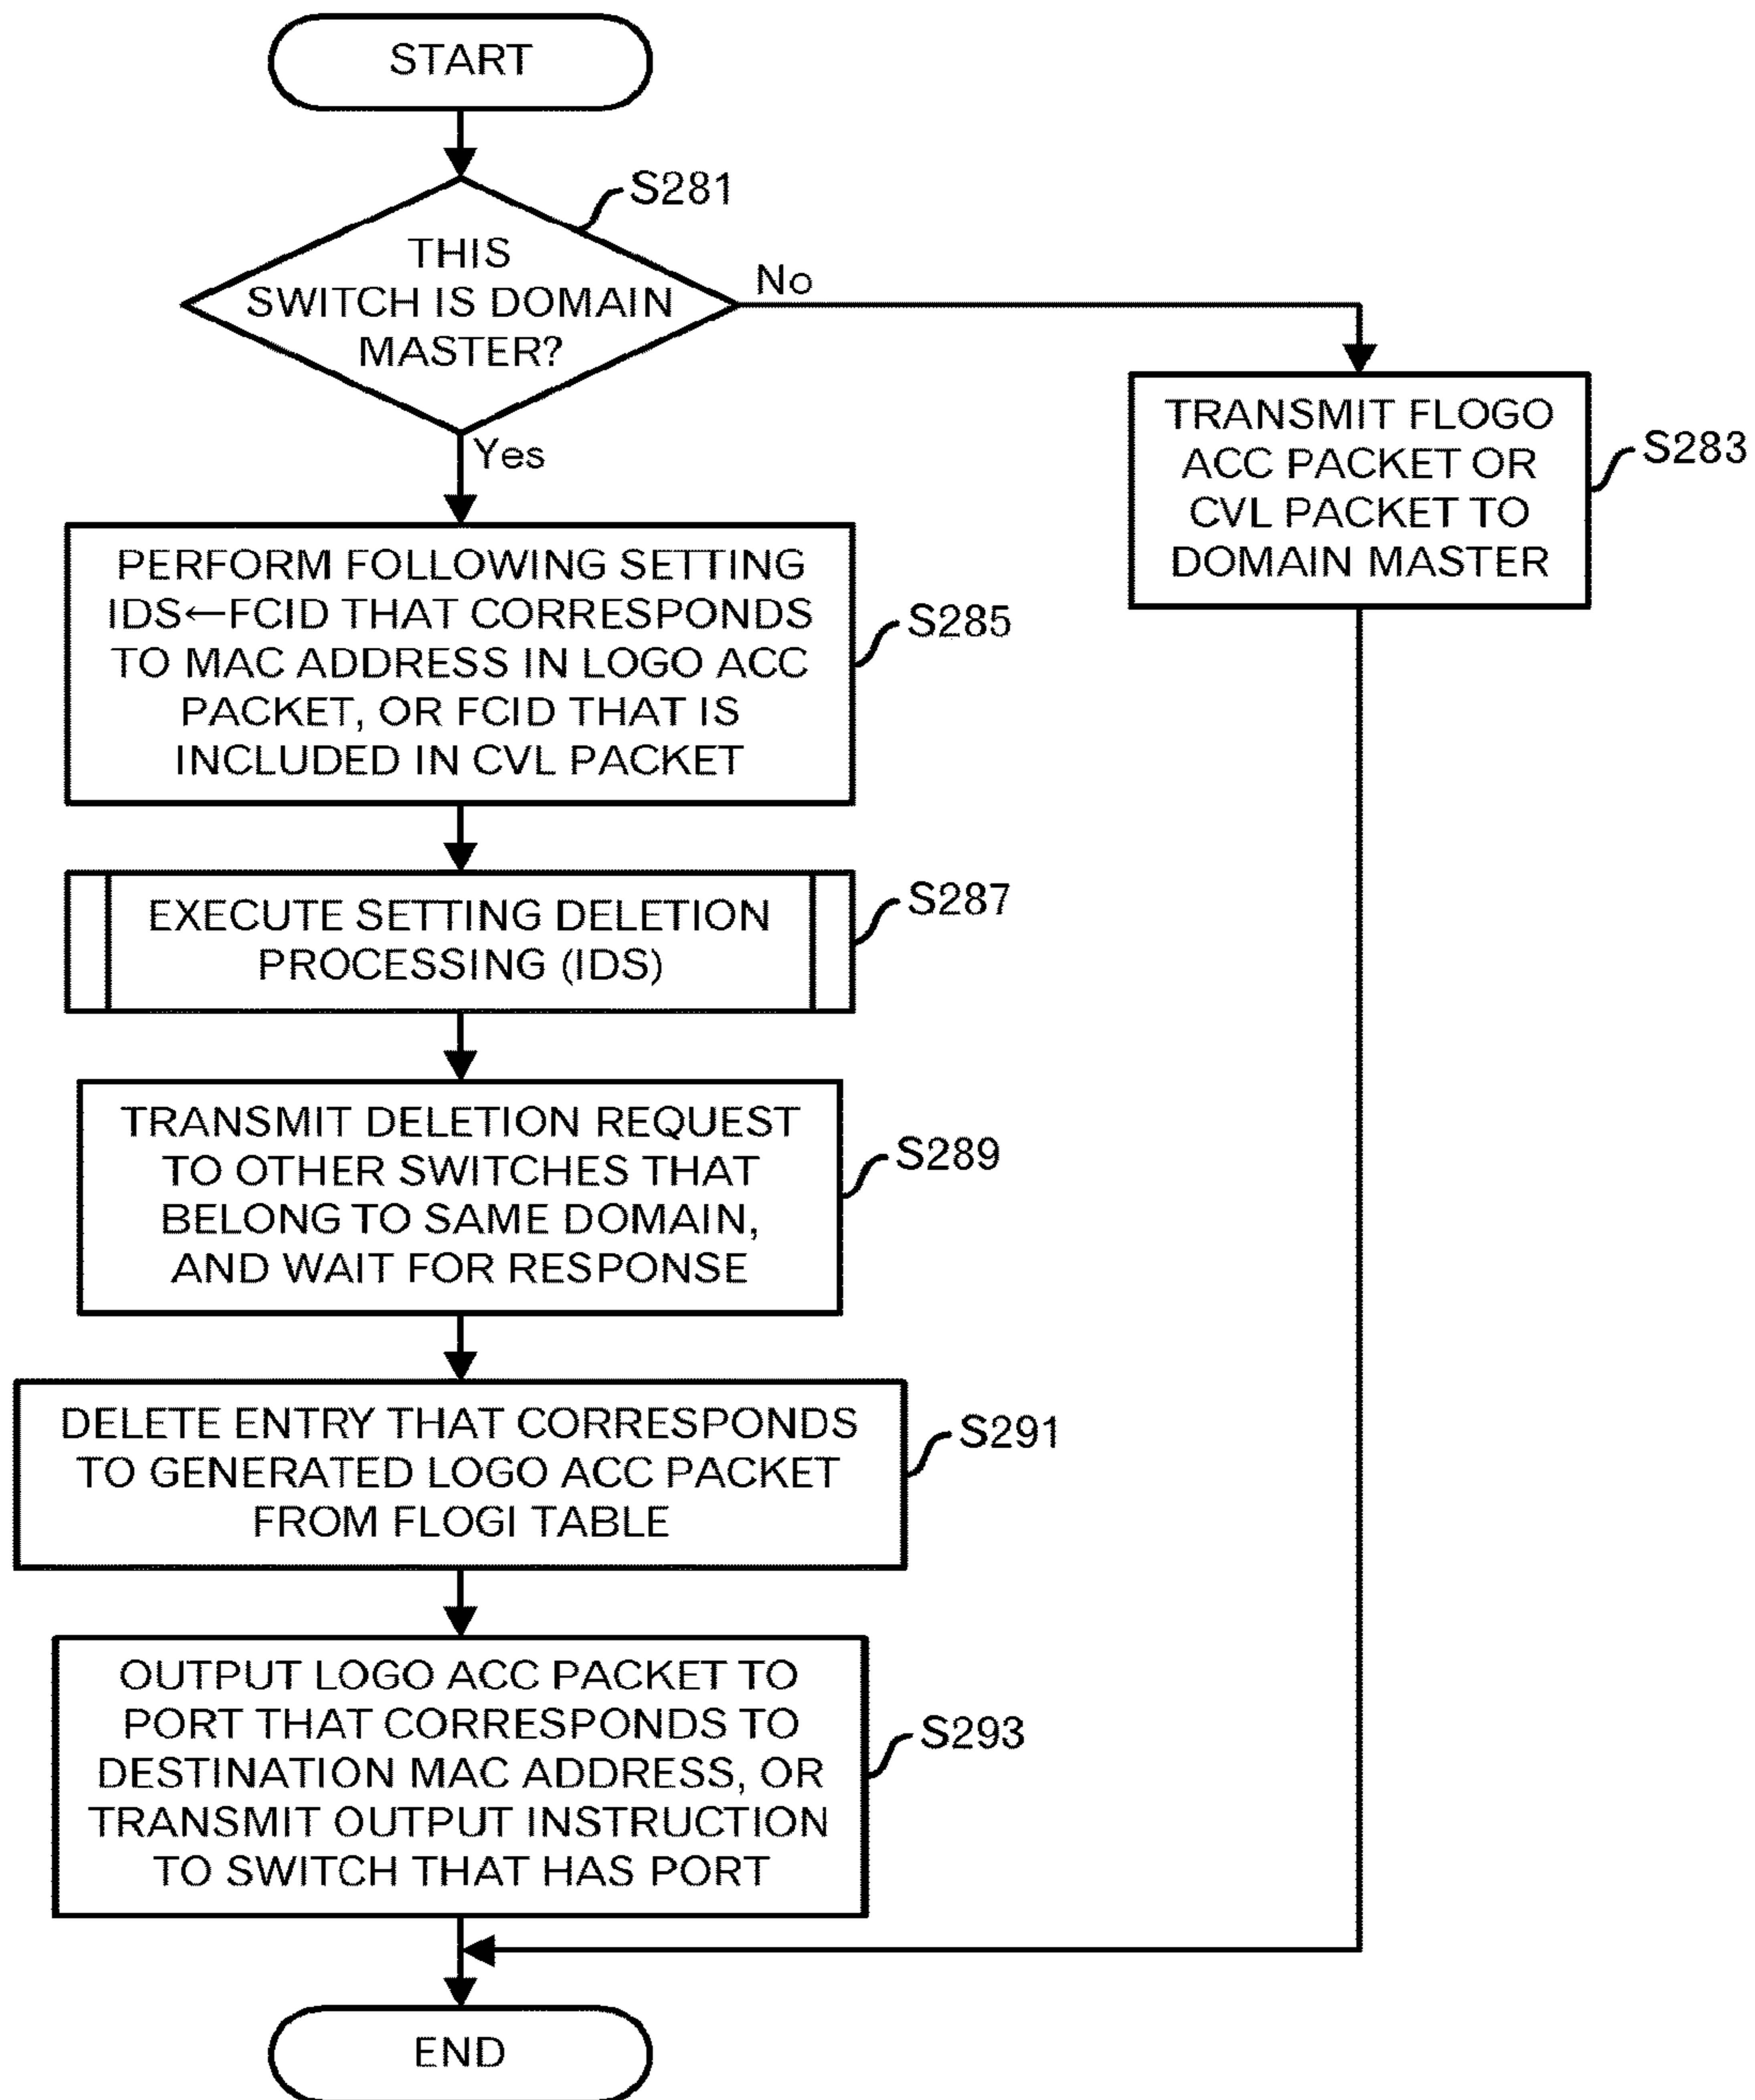 START
S281
THIS
SWITCH IS DOMAIN
MASTER?
No
Yes
TRANSMIT FLOGO
ACC PACKET OR
CVL PACKET TO
DOMAIN MASTER
S283
PERFORM FOLLOWING SETTING
IDS←FCID THAT CORRESPONDS
TO MAC ADDRESS IN LOGO ACC
PACKET, OR FCID THAT IS
INCLUDED IN CVL PACKET
S285
EXECUTE SETTING DELETION
PROCESSING (IDS)
S287
TRANSMIT DELETION REQUEST
TO OTHER SWITCHES THAT
BELONG TO SAME DOMAIN,
AND WAIT FOR RESPONSE
S289
DELETE ENTRY THAT CORRESPONDS
TO GENERATED LOGO ACC PACKET
FROM FLOGI TABLE
S291
OUTPUT LOGO ACC PACKET TO
PORT THAT CORRESPONDS TO
DESTINATION MAC ADDRESS, OR
TRANSMIT OUTPUT INSTRUCTION
TO SWITCH THAT HAS PORT
S293
END